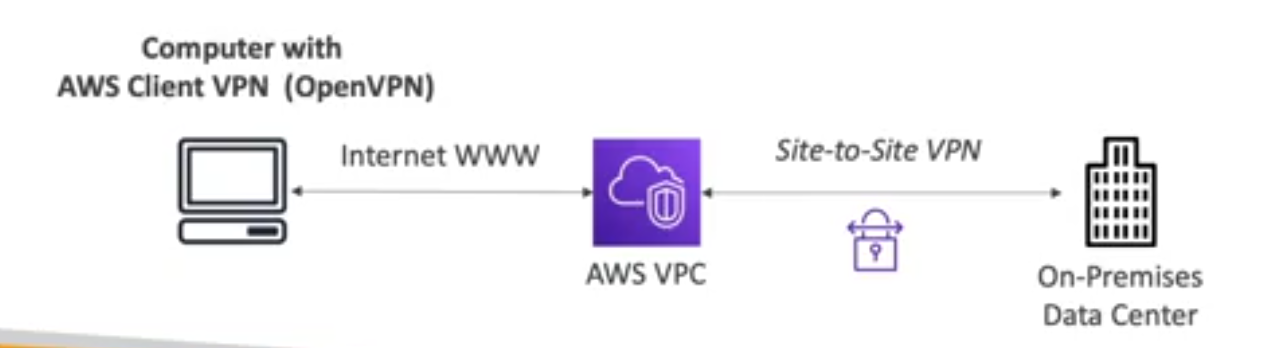 Computer with
AWS Client VPN (OpenVPN)
Internet WWW
Site-to-Site VPN
AWS VPC
On-Premises
Data Center